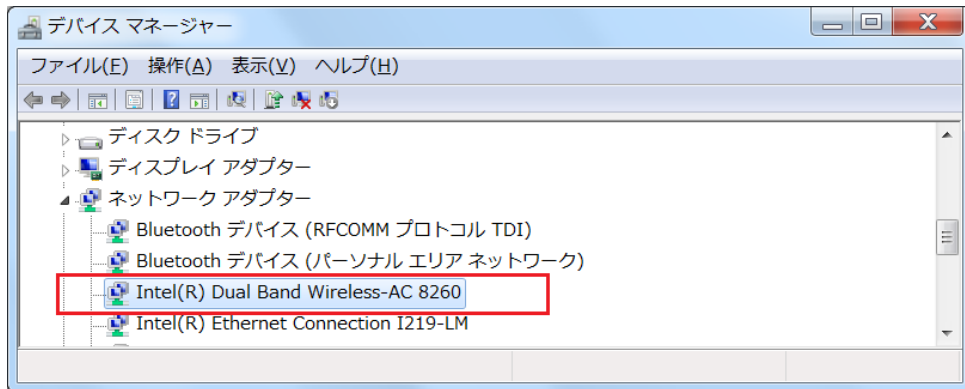 デバイス マネージャー
ファイル(F) 操作(A) 表示(V) ヘルプ(H)
ディスク ドライブ
ディスプレイ アダプター
ネットワーク アダプター
Bluetooth デバイス (RFCOMM プロトコル TDI)
Bluetooth デバイス (パーソナル エリア ネットワーク)
Intel(R) Dual Band Wireless-AC 8260
Intel(R) Ethernet Connection I219-LM